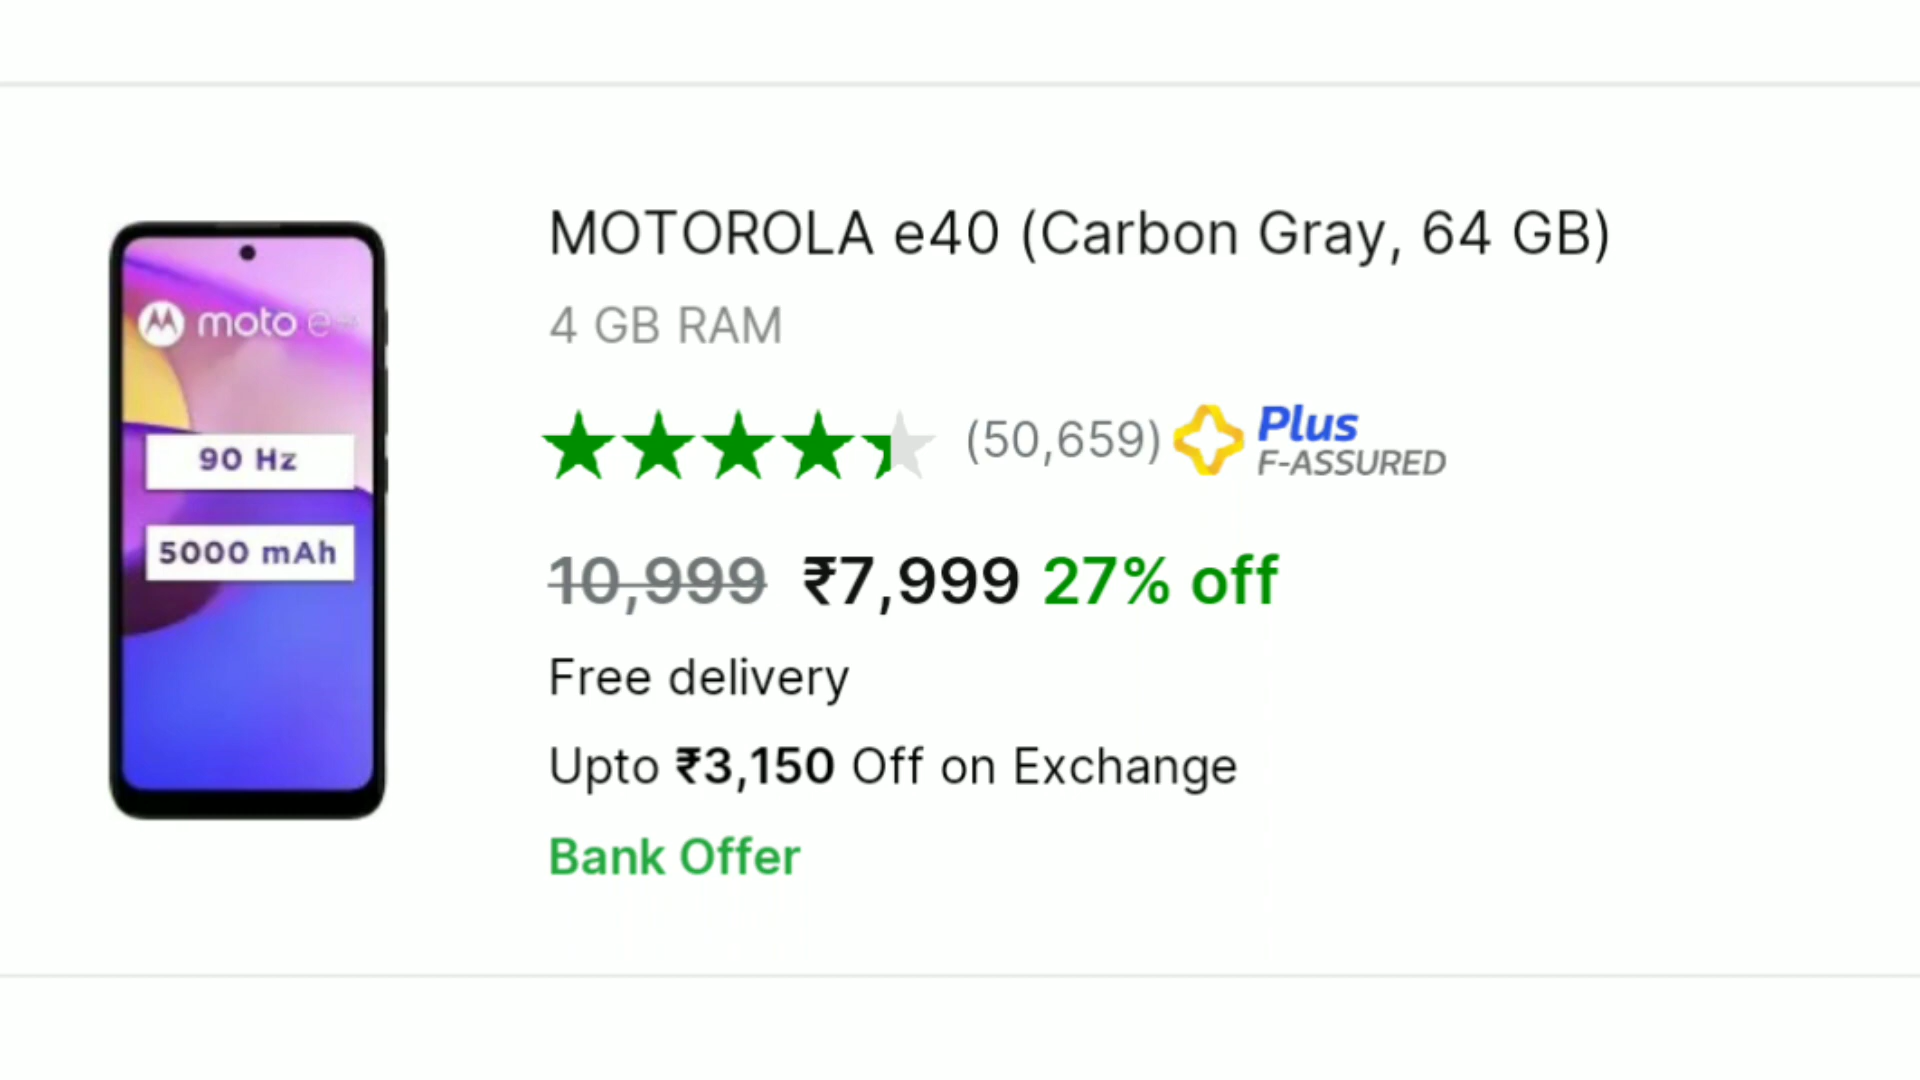 MOTOROLA e40 (Carbon Gray, 64 GB)
4 GB RAM
(50,659) Plus
F-ASSURED
10,999 ₹7,999 27% off
Free delivery
Upto ₹3,150 Off on Exchange
Bank Offer
moto
90 Hz
5000 mAh